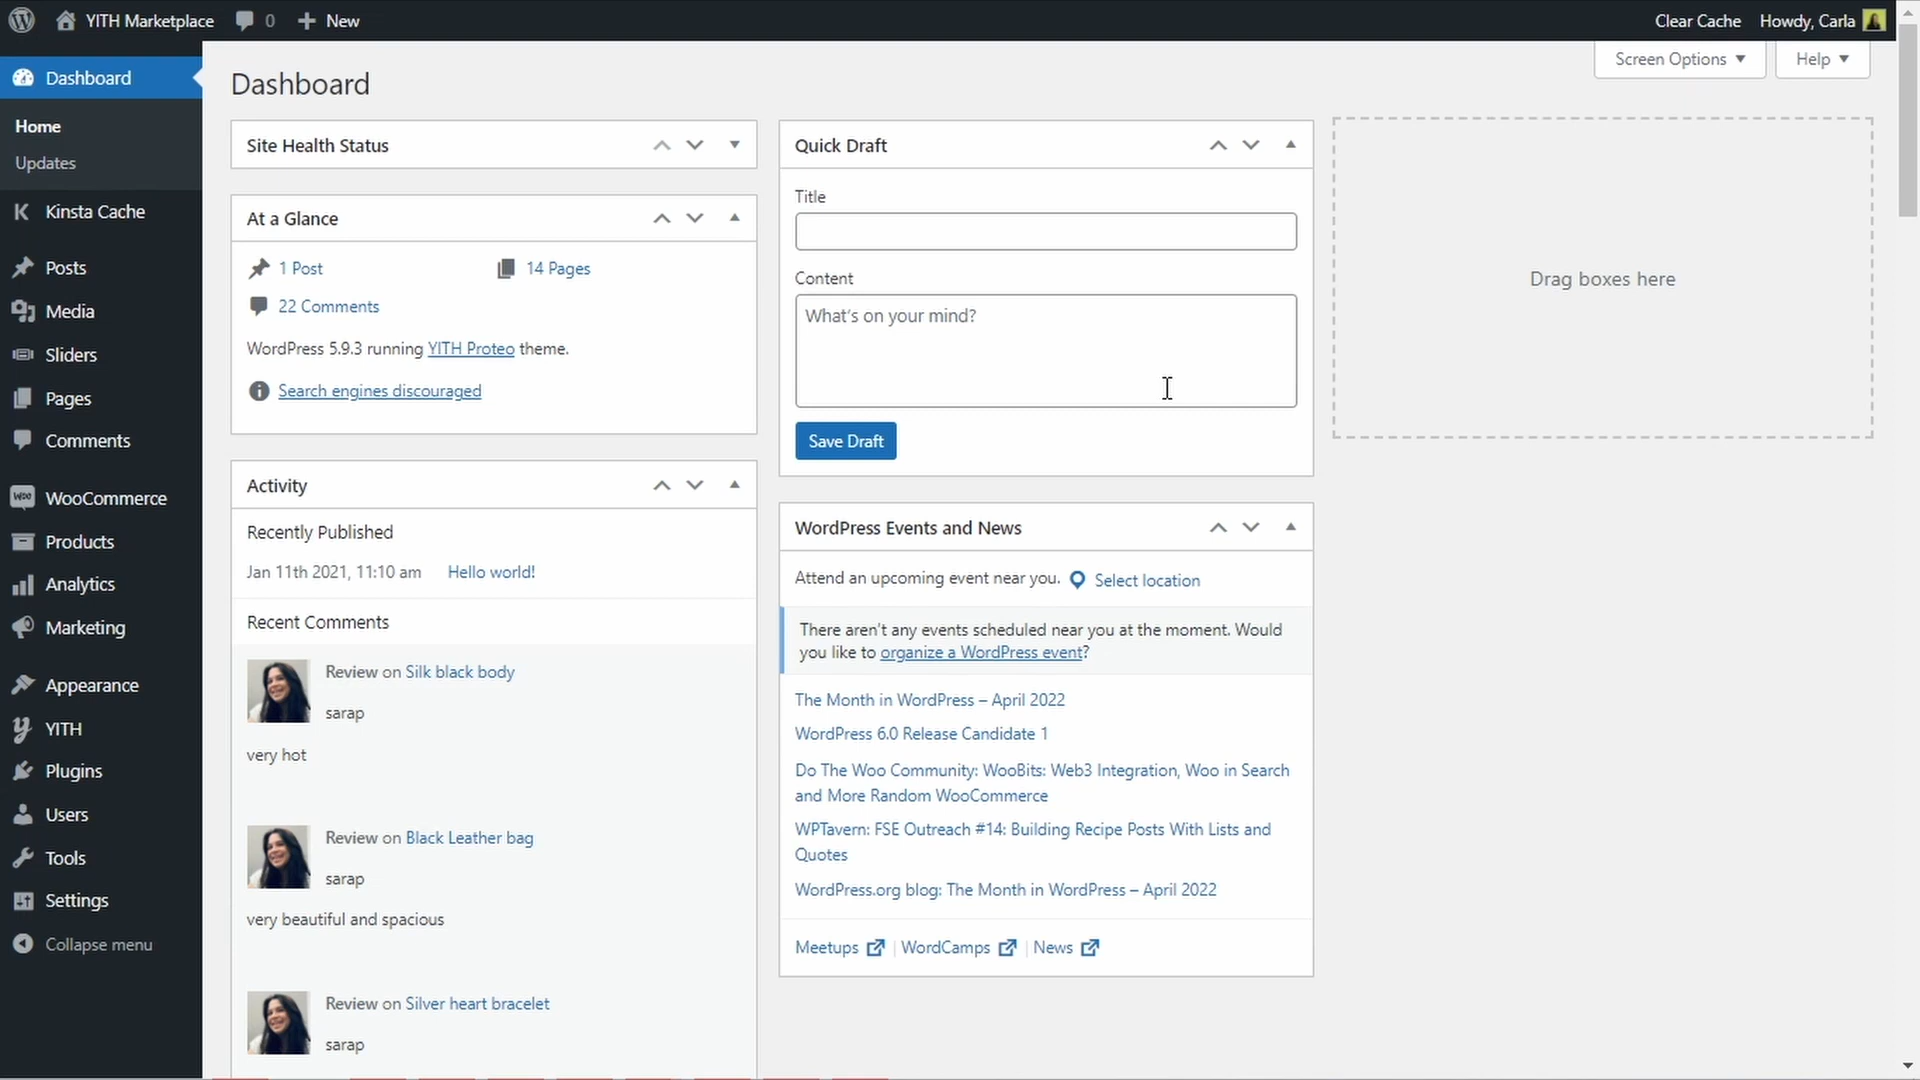 YITH Marketplace
0
New
Clear Cache
Howdy, Carla
Dashboard
Home
Updates
Kinsta Cache
Posts
Media
Sliders
Pages
Comments
WooCommerce
Products
Analytics
Marketing
Appearance
YITH
Plugins
Users
Tools
Settings
Collapse menu
Screen Options
Help
Dashboard
Site Health Status
At a Glance
1 Post
14 Pages
22 Comments
WordPress 5.9.3 running YITH Proteo theme.
Search engines discouraged
Activity
Recently Published
Jan 11th 2021, 11:10 am
Hello world!
Recent Comments
Review on Silk black body
sarap
very hot
Review on Black Leather bag
sarap
very beautiful and spacious
Review on Silver heart bracelet
sarap
Quick Draft
Title
Content
What's on your mind?
Save Draft
WordPress Events and News
Attend an upcoming event near you.
Select location
There aren't any events scheduled near you at the moment. Would
you like to organize a WordPress event?
The Month in WordPress – April 2022
WordPress 6.0 Release Candidate 1
Do The Woo Community: WooBits: Web3 Integration, Woo in Search
and More Random WooCommerce
WPTavern: FSE Outreach #14: Building Recipe Posts With Lists and
Quotes
WordPress.org blog: The Month in WordPress – April 2022
Meetups | WordCamps | News
Drag boxes here